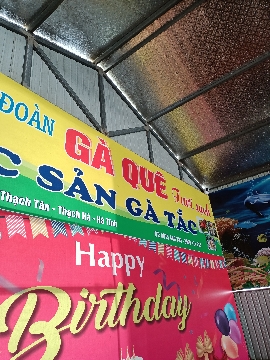 ĐOÀN GÀ QUÊ
C SẢN GÀ TẮC
Thạch Tân - Thạch Hà - Hà Tĩnh
Happy
Birthday